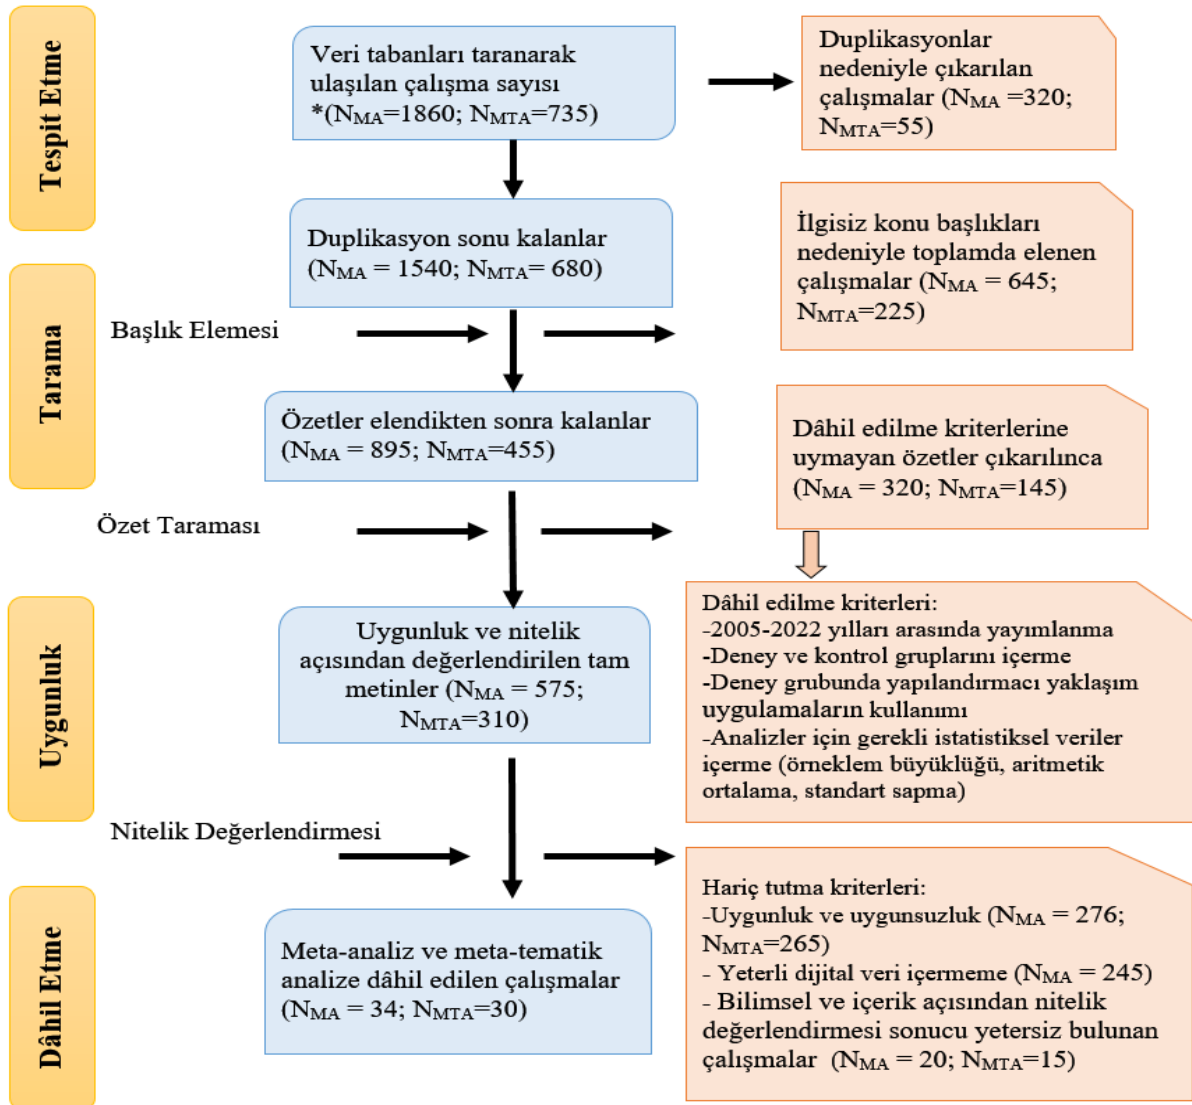 Tespit Etme
Veri tabanları taranarak
ulaşılan çalışma sayısı
*(NMA=1860; NMTA=735)
Duplikasyonlar
nedeniyle çıkarılan
çalışmalar (NMA =320;
NMTA=55)
Duplikasyon sonu kalanlar
(NMA = 1540; NMTA= 680)
İlgisiz konu başlıkları
nedeniyle toplamda elenen
çalışmalar (NMA = 645;
NMTA=225)
Tarama
Başlık Elemesi
Özetler elendikten sonra kalanlar
(NMA = 895; NMTA=455)
Dâhil edilme kriterlerine
uymayan özetler çıkarılınca
(NMA = 320; NMTA=145)
Özet Taraması
Uygunluk
Uygunluk ve nitelik
açısından değerlendirilen tam
metinler (NMA = 575;
NMTA=310)
Dâhil edilme kriterleri:
-2005-2022 yılları arasında yayımlanma
-Deney ve kontrol gruplarını içerme
-Deney grubunda yapılandırmacı yaklaşım
uygulamaların kullanımı
-Analizler için gerekli istatistiksel veriler
içerme (örneklem büyüklüğü, aritmetik
ortalama, standart sapma)
Nitelik Değerlendirmesi
Dâhil Etme
Meta-analiz ve meta-tematik
analize dâhil edilen çalışmalar
(NMA = 34; NMTA=30)
Hariç tutma kriterleri:
-Uygunluk ve uygunsuzluk (NMA = 276;
NMTA=265)
- Yeterli dijital veri içermeme (NMA = 245)
- Bilimsel ve içerik açısından nitelik
değerlendirmesi sonucu yetersiz bulunan
çalışmalar (NMA = 20; NMTA=15)